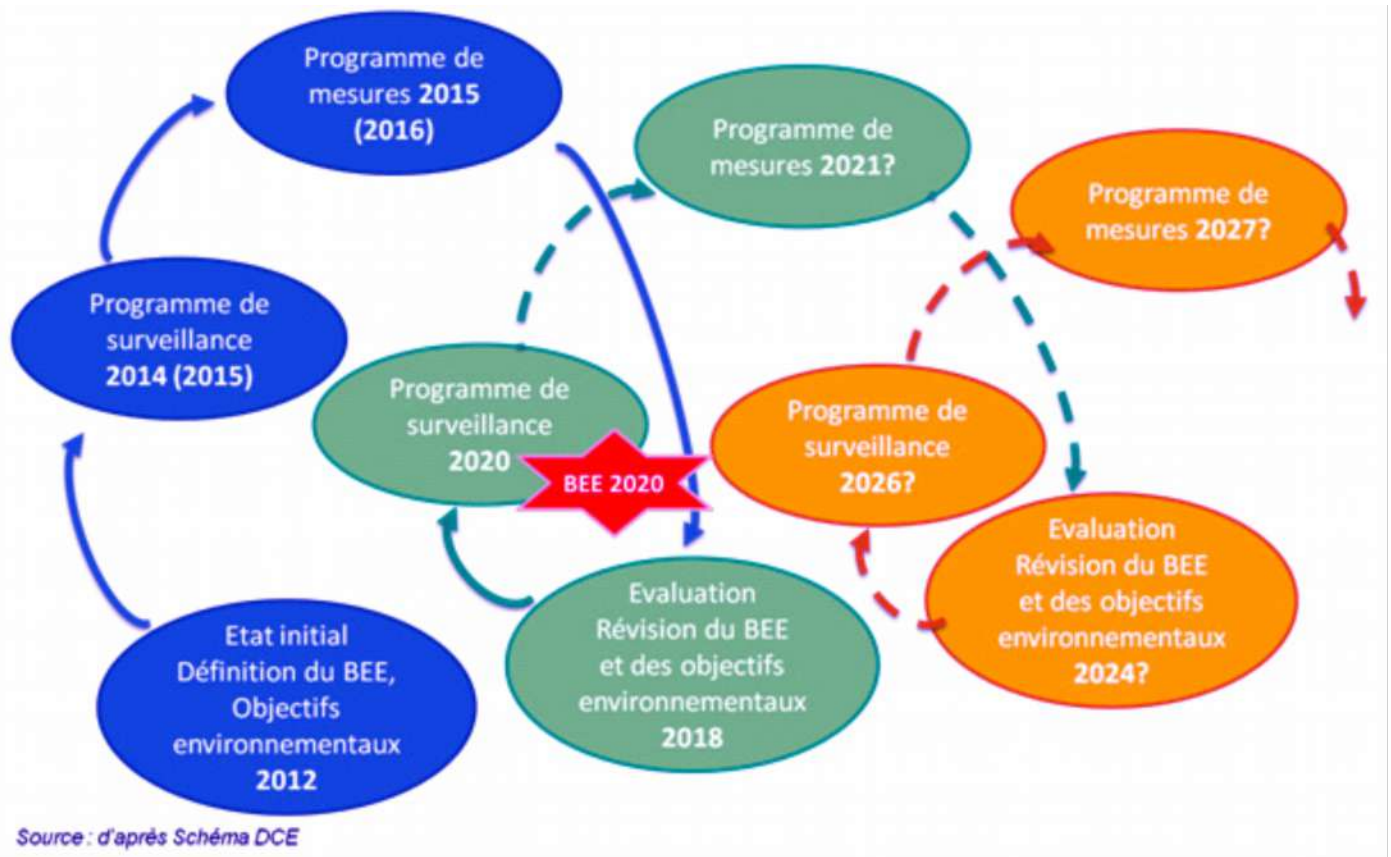 Programme de
mesures 2015
(2016)
Programme de
surveillance
2014 (2015)
Etat initial
Définition du BEE,
Objectifs
environnementaux
2012
Programme de
mesures 2021?
Programme de
surveillance
2020
BEE 2020
Evaluation
Révision du BEE
et des objectifs
environnementaux
2018
Programme de
mesures 2027?
Programme de
surveillance
2026?
Evaluation
Révision du BEE
et des objectifs
environnementaux
2024?
Source : d'après Schéma DCE